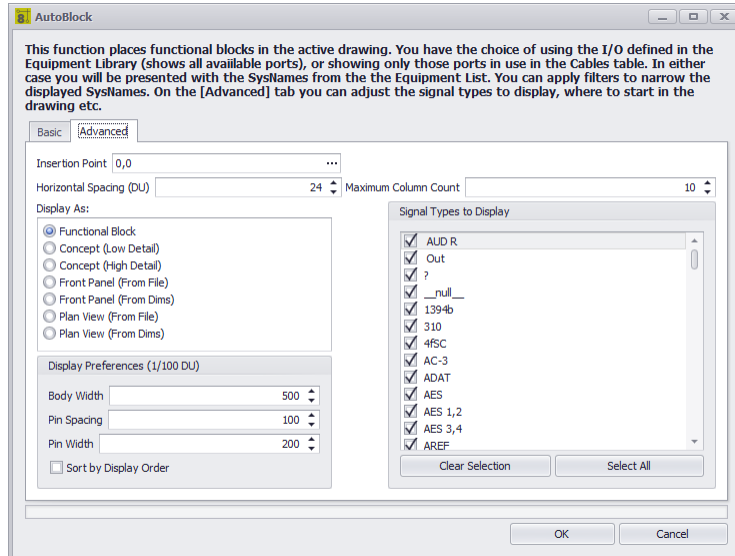 AutoBlock
This function places functional blocks in the active drawing. You have the choice of using the I/O defined in the
Equipment Library (shows all avaiilable ports), or showing only those ports in use in the Cables table. In either
case you will be presented with the SysNames from the the Equipment List. You can apply filters to narrow the
displayed SysNames. On the [Advanced] tab you can adjust the signal types to display, where to start in the
drawing etc.
Basic Advanced
Insertion Point 0,0 ...
Horizontal Spacing (DU) 24 Maximum Column Count 10
Display As:
Functional Block
Concept (Low Detail)
Concept (High Detail)
Front Panel (From File)
Front Panel (From Dims)
Plan View (From File)
Plan View (From Dims)
Display Preferences (1/100 DU)
Body Width 500
Pin Spacing 100
Pin Width 200
Sort by Display Order
Signal Types to Display
AUD R
Out
?
__null__
1394b
310
4fSC
AC-3
ADAT
AES
AES 1,2
AES 3,4
AREF
Clear Selection Select All
OK Cancel